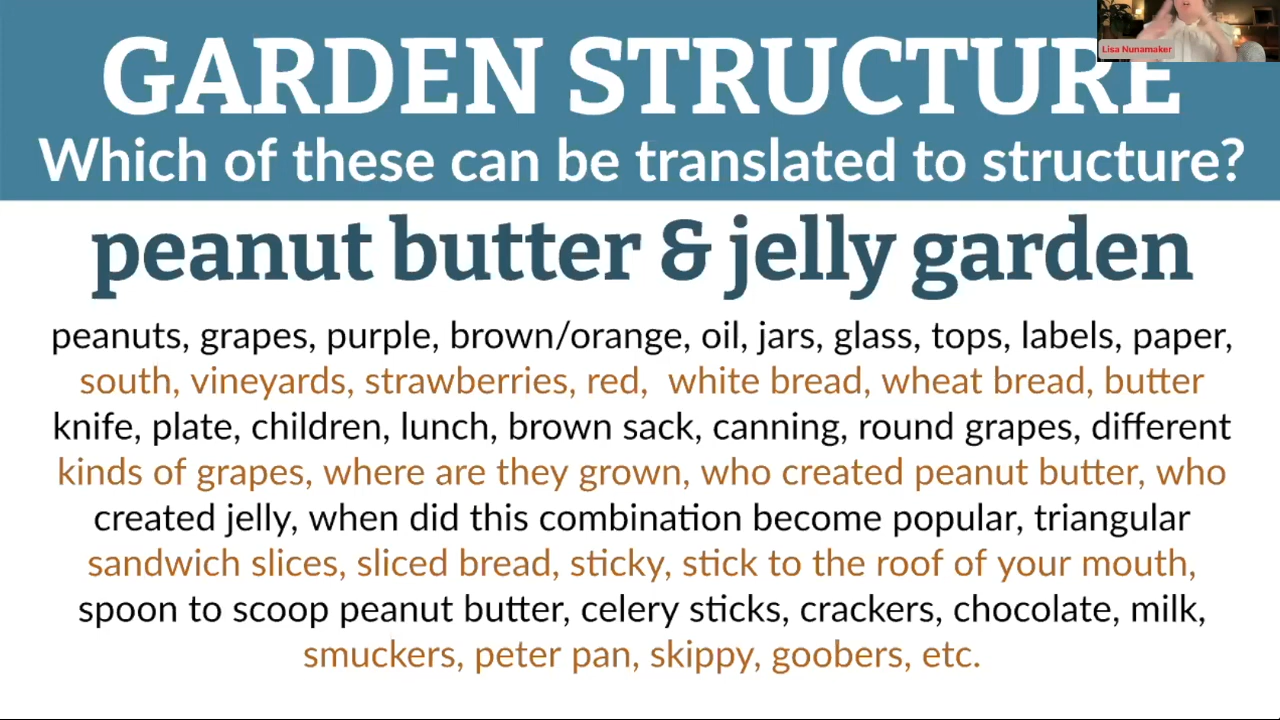 GARDEN STRUCTURE
Lisa Nunamaker
Which of these can be translated to structure?
peanut butter & jelly garden
peanuts, grapes, purple, brown/orange, oil, jars, glass, tops, labels, paper,
south, vineyards, strawberries, red, white bread, wheat bread, butter
knife, plate, children, lunch, brown sack, canning, round grapes, different
kinds of grapes, where are they grown, who created peanut butter, who
created jelly, when did this combination become popular, triangular
sandwich slices, sliced bread, sticky, stick to the roof of your mouth,
spoon to scoop peanut butter, celery sticks, crackers, chocolate, milk,
smuckers, peter pan, skippy, goobers, etc.